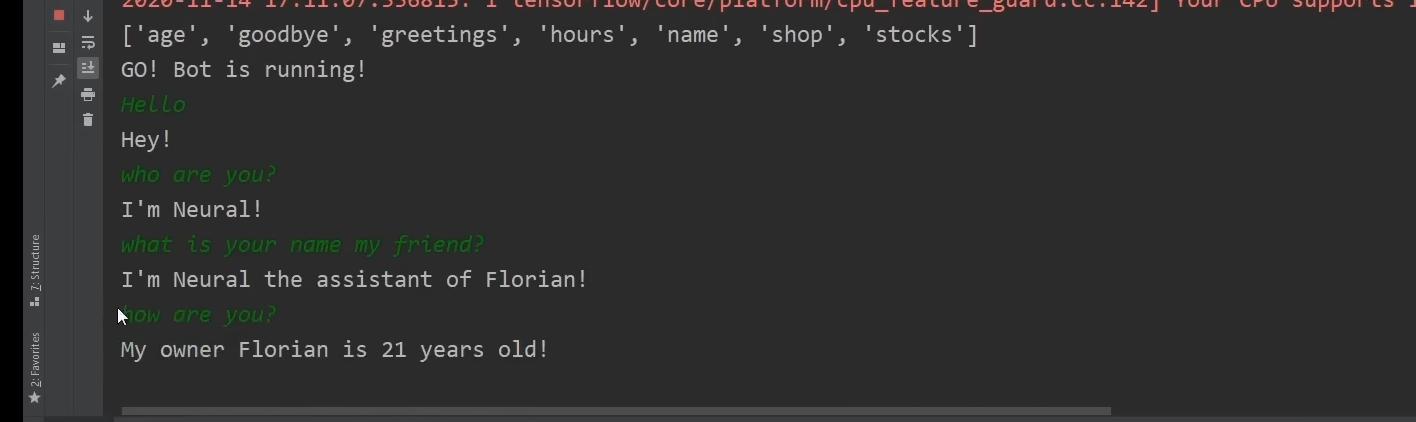 2020-11-14 17:11:07.556815: I tensorflow/core/platform/cpu_feature_guard.cc:142] Your CPU supports
['age', 'goodbye', 'greetings', 'hours', 'name', 'shop', 'stocks']
GO! Bot is running!
Hello
Hey!
who are you?
I'm Neural!
what is your name my friend?
I'm Neural the assistant of Florian!
how are you?
My owner Florian is 21 years old!
7: Structure
2: Favorites